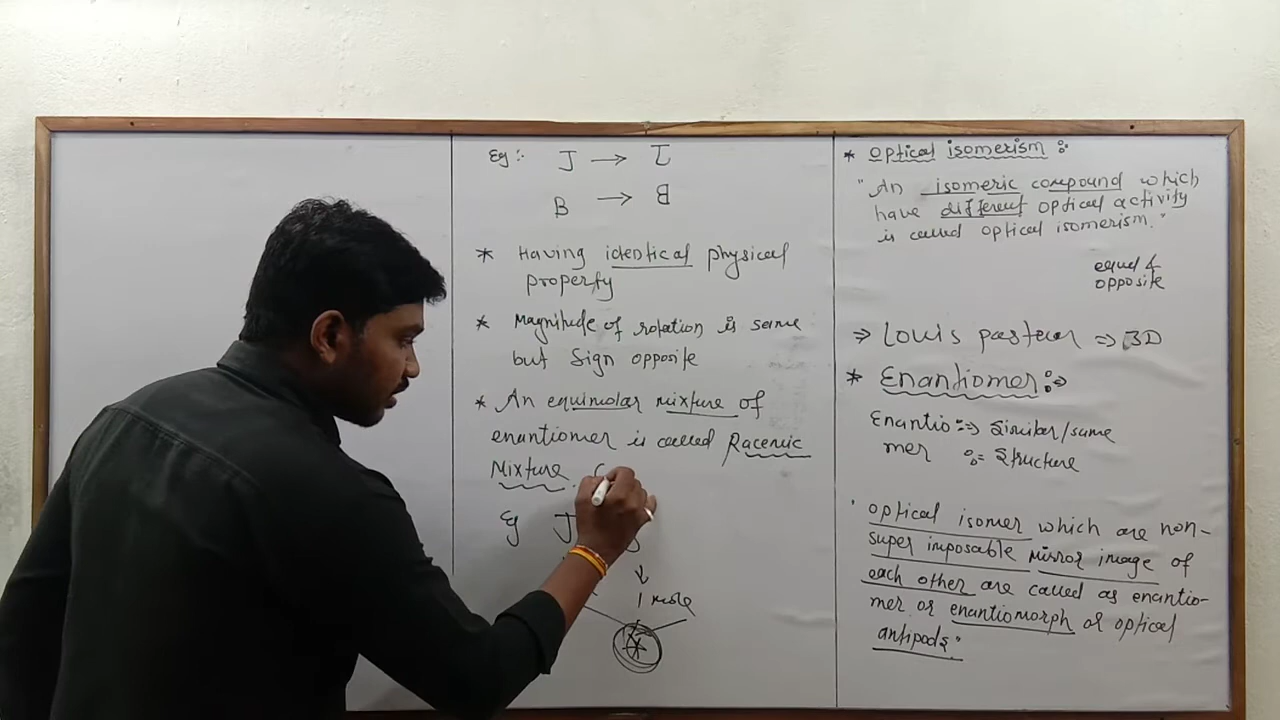 * Optical isomerism :
"An isomeric compound which
have different optical activity
is called optical isomerism."
equal &
opposite
⇒ Louis pasteur ⇒ 3D
* Enantiomer :⇒
Enantio :⇒ Similer/same
mer := Structure
" optical isomer which are non-
super imposable mirror image of
each other are called as enantio-
mer or enantiomorph or optical
antipods"
Eg :- J →
B →
* Having identical physical
property
* Magnitude of rotation is same
but Sign opposite
* An equimolar mixture of
enantiomer is called Racemic
Mixture. (
Eg J
↓
1 mole